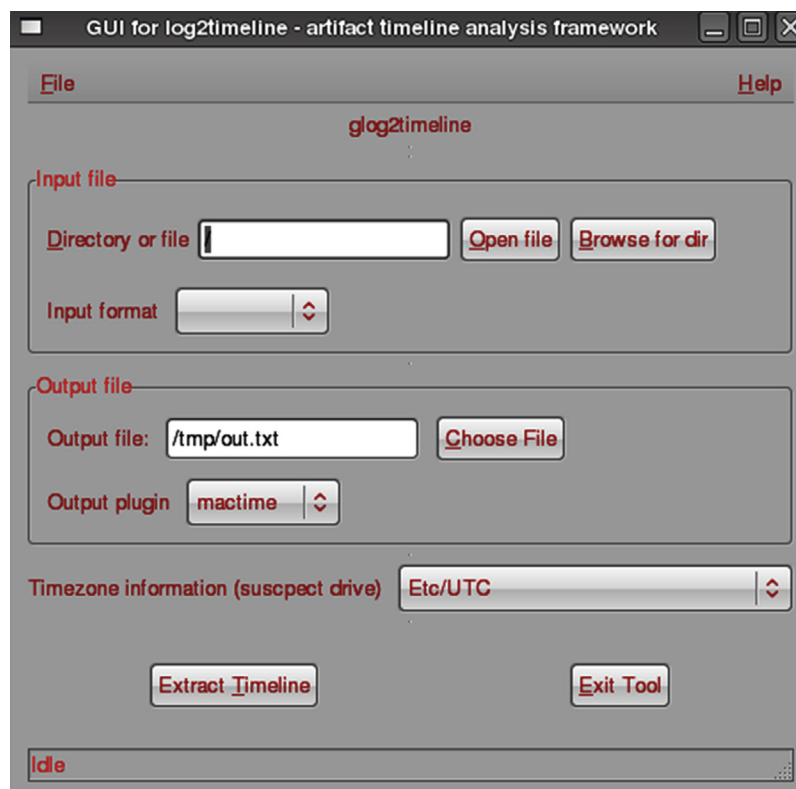 GUI for log2timeline - artifact timeline analysis framework
File Help
glog2timeline
Input file
Directory or file / Open file Browse for dir
Input format
Output file
Output file: /tmp/out.txt Choose File
Output plugin mactime
Timezone information (suscpect drive) Etc/UTC
Extract Timeline Exit Tool
Idle